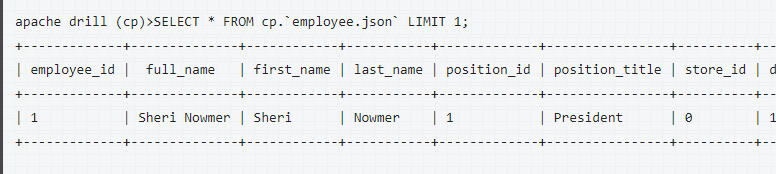 apache drill (cp)>SELECT * FROM cp.`employee.json` LIMIT 1;
+-------------+--------------+------------+-----------+-------------+----------------+----------+--
| employee_id | full_name | first_name | last_name | position_id | position_title | store_id | d
+-------------+--------------+------------+-----------+-------------+----------------+----------+--
| 1 | Sheri Nowmer | Sheri | Nowmer | 1 | President | 0 | 1
+-------------+--------------+------------+-----------+-------------+----------------+----------+--